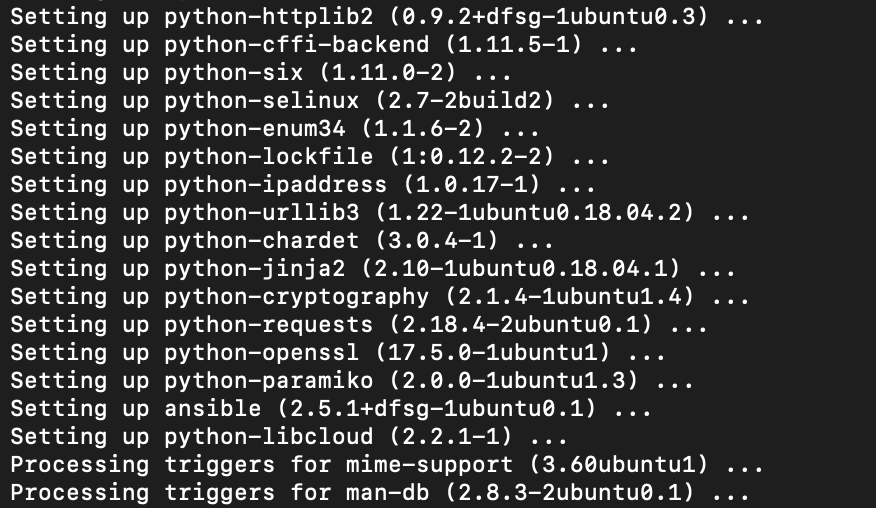 Setting up python-httplib2 (0.9.2+dfsg-1ubuntu0.3) ...
Setting up python-cffi-backend (1.11.5-1) ...
Setting up python-six (1.11.0-2) ...
Setting up python-selinux (2.7-2build2) ...
Setting up python-enum34 (1.1.6-2) ...
Setting up python-lockfile (1:0.12.2-2) ...
Setting up python-ipaddress (1.0.17-1) ...
Setting up python-urllib3 (1.22-1ubuntu0.18.04.2) ...
Setting up python-chardet (3.0.4-1) ...
Setting up python-jinja2 (2.10-1ubuntu0.18.04.1) ...
Setting up python-cryptography (2.1.4-1ubuntu1.4) ...
Setting up python-requests (2.18.4-2ubuntu0.1) ...
Setting up python-openssl (17.5.0-1ubuntu1) ...
Setting up python-paramiko (2.0.0-1ubuntu1.3) ...
Setting up ansible (2.5.1+dfsg-1ubuntu0.1) ...
Setting up python-libcloud (2.2.1-1) ...
Processing triggers for mime-support (3.60ubuntu1) ...
Processing triggers for man-db (2.8.3-2ubuntu0.1) ...